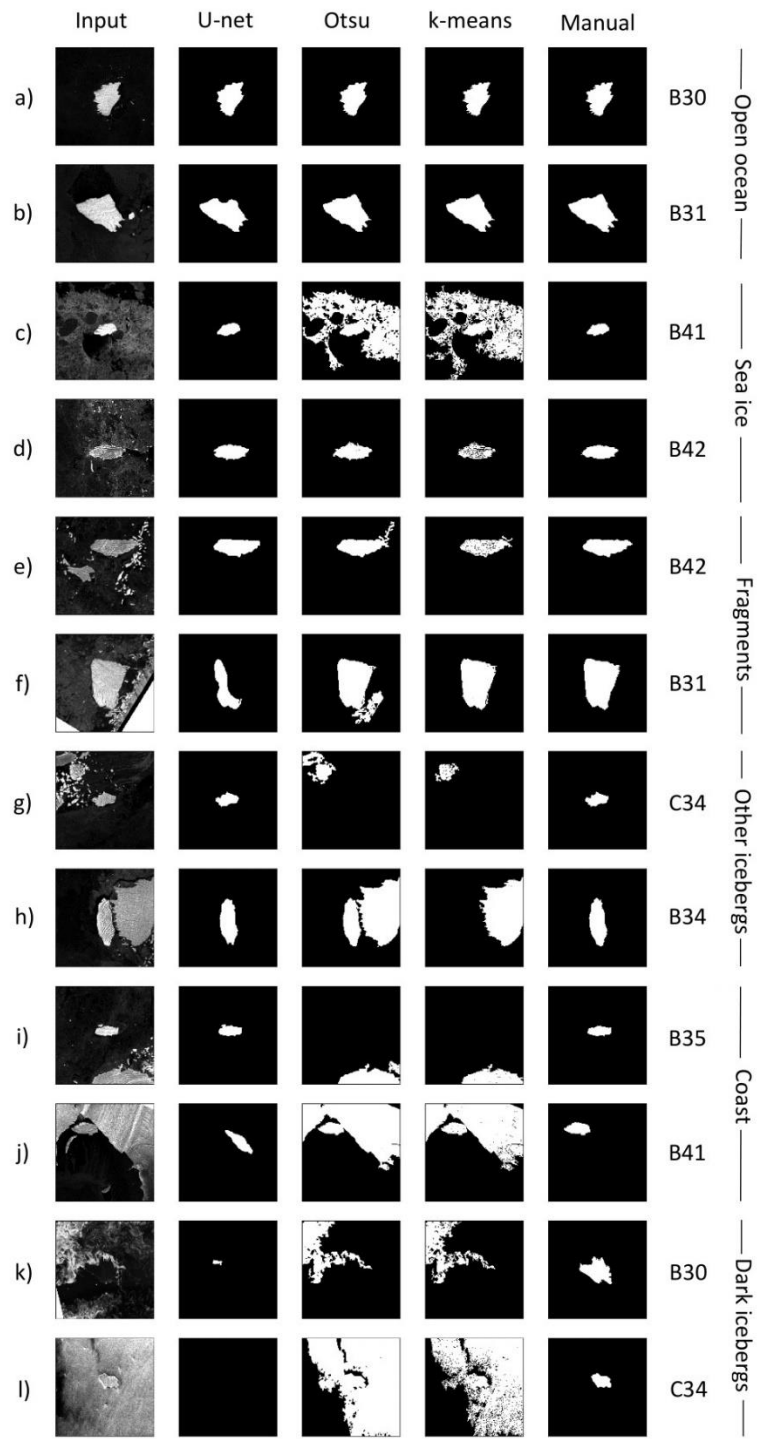 Input U-net Otsu k-means Manual
a) B30
b) B31
Open ocean
c) B41
d) B42
Sea ice
e) B42
f) B31
Fragments
g) C34
h) B34
Other icebergs
i) B35
j) B41
Coast
k) B30
l) C34
Dark icebergs